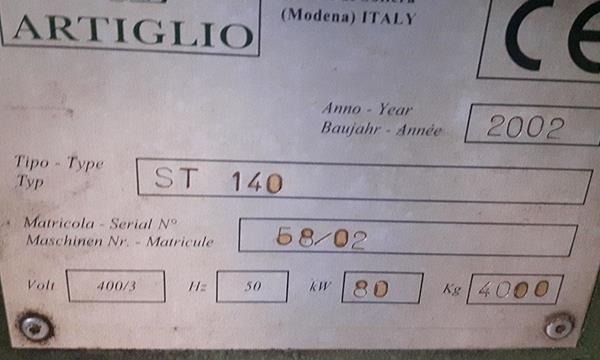 ARTIGLIO
(Modena) ITALY
CE
Anno - Year
Baujahr - Année
2002
Tipo - Type
Typ
ST 140
Matricola - Serial N°
Maschinen Nr. - Matricule
58/02
Volt 400/3 Hz 50 kW 80 Kg 4000